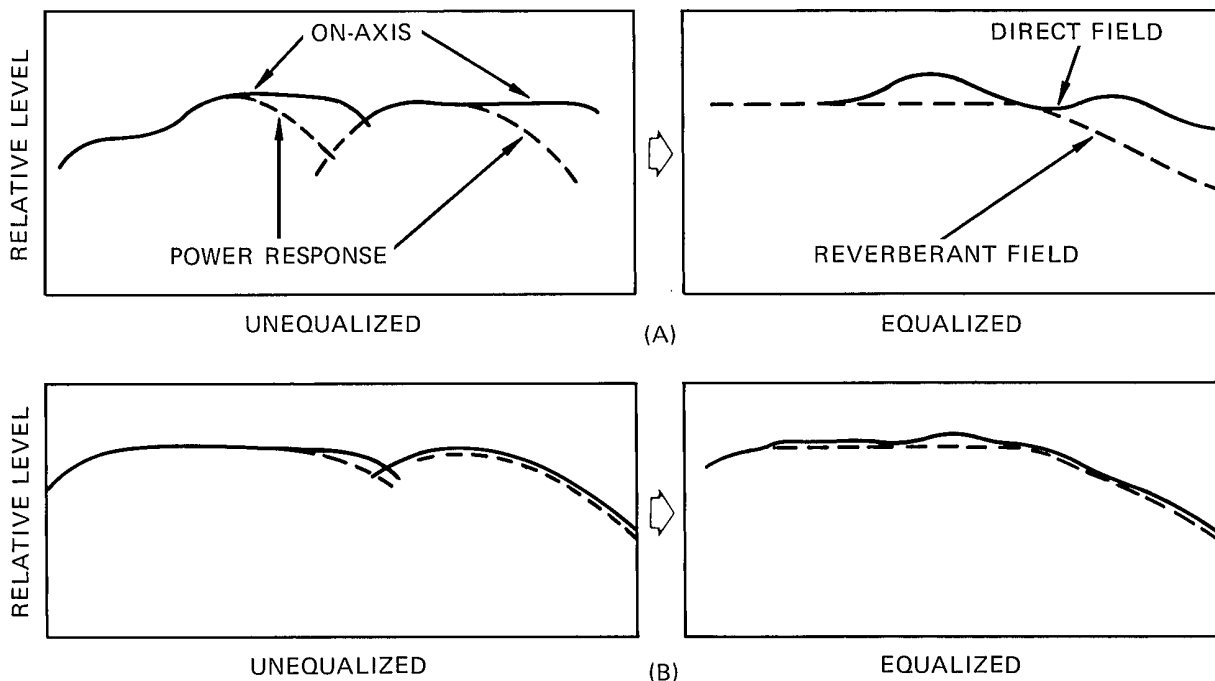 RELATIVE LEVEL
ON-AXIS
POWER RESPONSE
UNEQUALIZED
DIRECT FIELD
REVERBERANT FIELD
EQUALIZED
(A)
RELATIVE LEVEL
UNEQUALIZED
EQUALIZED
(B)